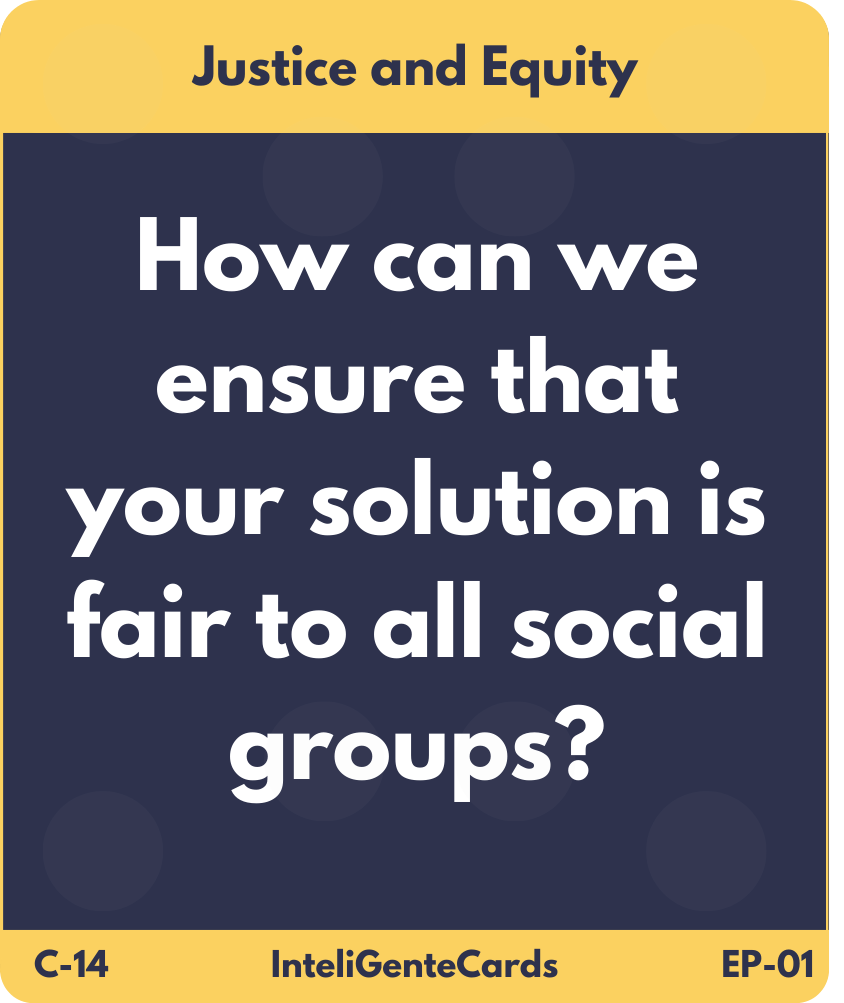 Justice and Equity
How can we
ensure that
your solution is
fair to all social
groups?
C-14 InteliGenteCards EP-01